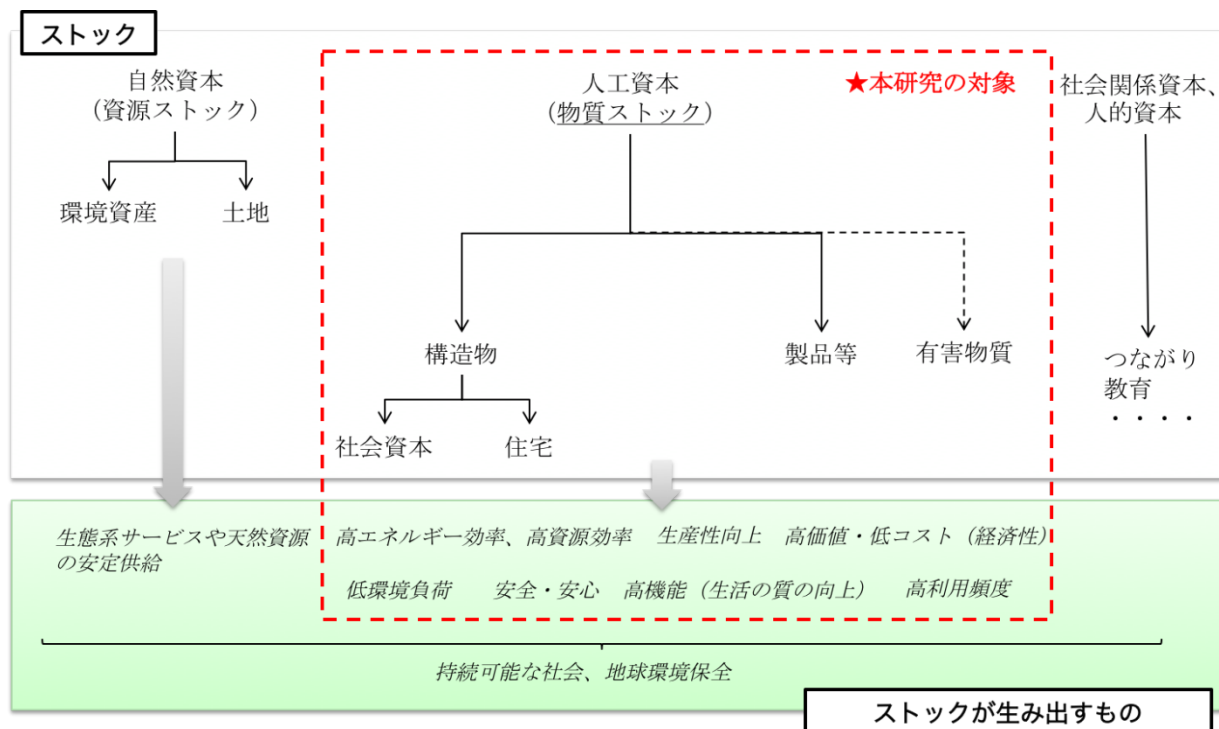 ストック
自然資本
（資源ストック）
環境資産
土地
人工資本
（物質ストック）
★本研究の対象
構造物
製品等
有害物質
社会資本
住宅
社会関係資本、
人的資本
つながり
教育
・・・・
生態系サービスや天然資源
の安定供給
高エネルギー効率、高資源効率
生産性向上
高価値・低コスト（経済性）
低環境負荷
安全・安心
高機能（生活の質の向上）
高利用頻度
持続可能な社会、地球環境保全
ストックが生み出すもの